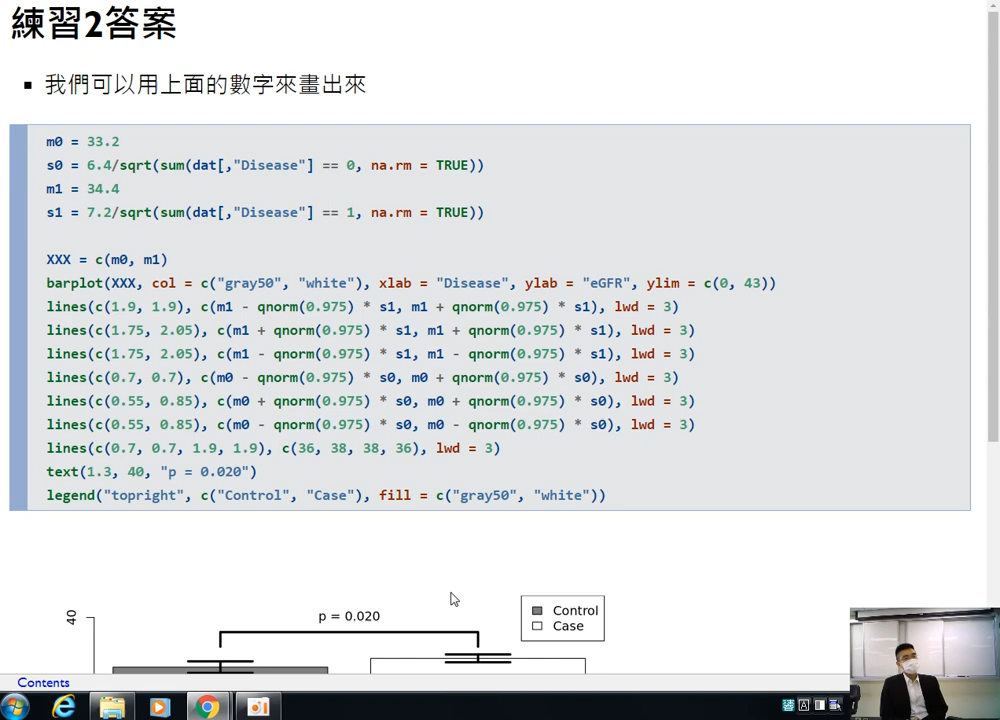 練習2答案
▪ 我們可以用上面的數字來畫出來
m0 = 33.2
s0 = 6.4/sqrt(sum(dat[,"Disease"] == 0, na.rm = TRUE))
m1 = 34.4
s1 = 7.2/sqrt(sum(dat[,"Disease"] == 1, na.rm = TRUE))
XXX = c(m0, m1)
barplot(XXX, col = c("gray50", "white"), xlab = "Disease", ylab = "eGFR", ylim = c(0, 43))
lines(c(1.9, 1.9), c(m1 - qnorm(0.975) * s1, m1 + qnorm(0.975) * s1), lwd = 3)
lines(c(1.75, 2.05), c(m1 + qnorm(0.975) * s1, m1 + qnorm(0.975) * s1), lwd = 3)
lines(c(1.75, 2.05), c(m1 - qnorm(0.975) * s1, m1 - qnorm(0.975) * s1), lwd = 3)
lines(c(0.7, 0.7), c(m0 - qnorm(0.975) * s0, m0 + qnorm(0.975) * s0), lwd = 3)
lines(c(0.55, 0.85), c(m0 + qnorm(0.975) * s0, m0 + qnorm(0.975) * s0), lwd = 3)
lines(c(0.55, 0.85), c(m0 - qnorm(0.975) * s0, m0 - qnorm(0.975) * s0), lwd = 3)
lines(c(0.7, 0.7, 1.9, 1.9), c(36, 38, 38, 36), lwd = 3)
text(1.3, 40, "p = 0.020")
legend("topright", c("Control", "Case"), fill = c("gray50", "white"))
40
p = 0.020
Control
Case
Contents